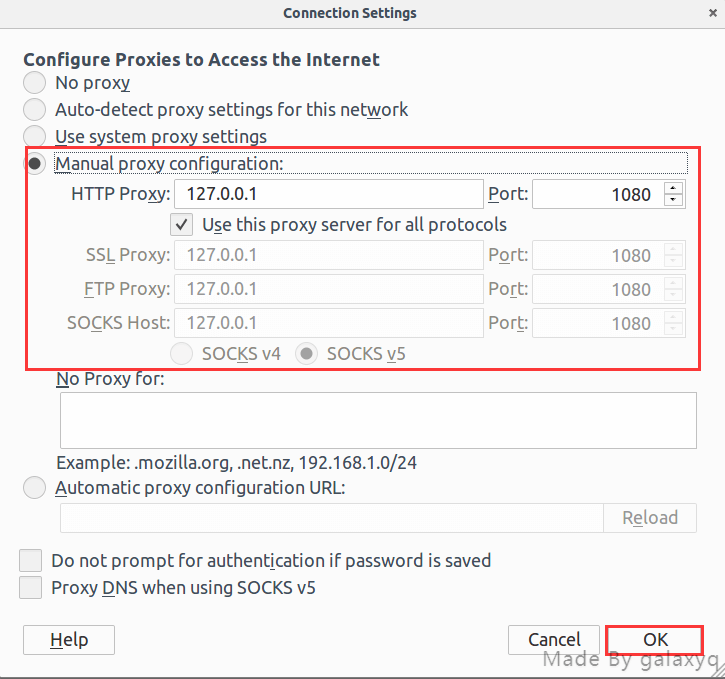 Connection Settings
Configure Proxies to Access the Internet
No proxy
Auto-detect proxy settings for this network
Use system proxy settings
Manual proxy configuration:
HTTP Proxy: 127.0.0.1 Port: 1080
Use this proxy server for all protocols
SSL Proxy: 127.0.0.1 Port: 1080
FTP Proxy: 127.0.0.1 Port: 1080
SOCKS Host: 127.0.0.1 Port: 1080
SOCKS v4 SOCKS v5
No Proxy for:
Example: .mozilla.org, .net.nz, 192.168.1.0/24
Automatic proxy configuration URL:
Reload
Do not prompt for authentication if password is saved
Proxy DNS when using SOCKS v5
Help Cancel OK
Made By galaxyq